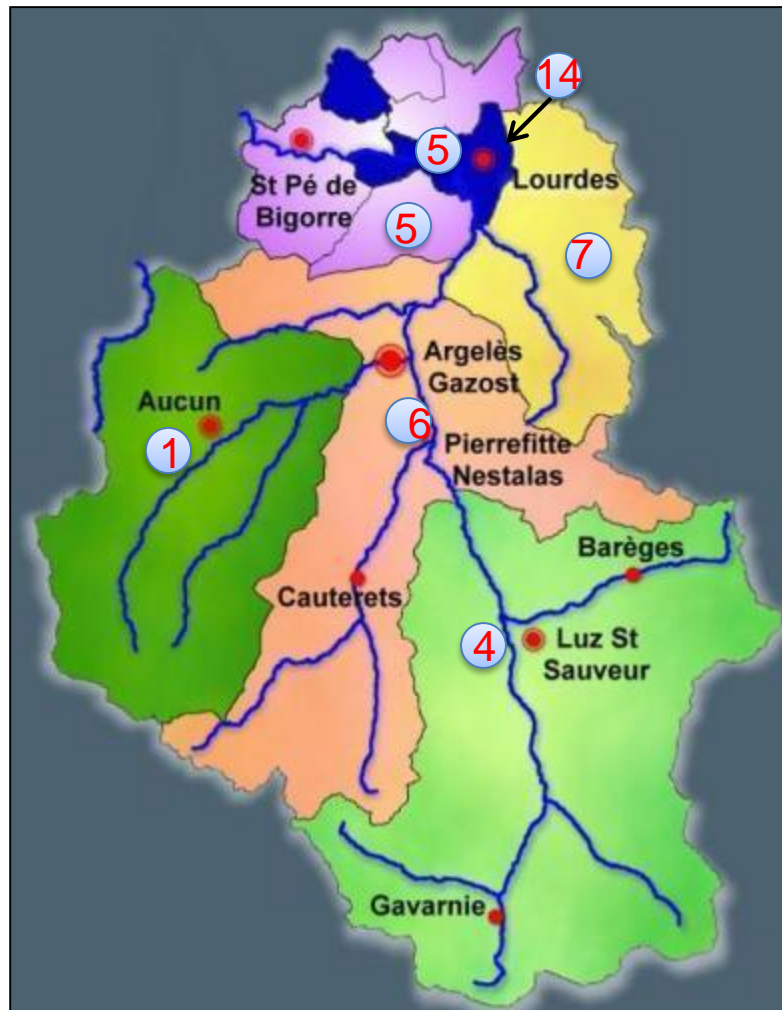 14
5
Lourdes
St Pé de
Bigorre
5
7
Argelès
Gazost
Aucun
6
1
Pierrefitte
Nestalas
Barèges
Cauterets
4
Luz St
Sauveur
Gavarnie